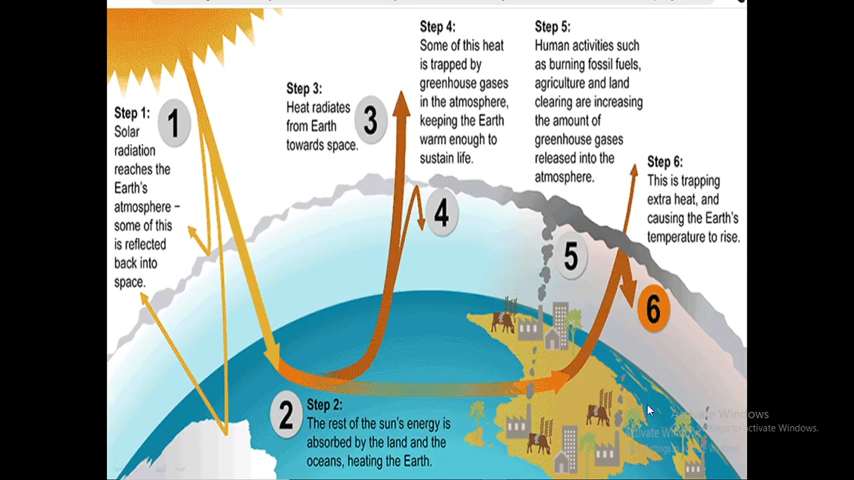 Step 1:
Solar
radiation
reaches the
Earth's
atmosphere –
some of this
is reflected
back into
space.
1
Step 3:
Heat radiates
from Earth
towards space.
3
Step 4:
Some of this heat
is trapped by
greenhouse gases
in the atmosphere,
keeping the Earth
warm enough to
sustain life.
4
Step 5:
Human activities such
as burning fossil fuels,
agriculture and land
clearing are increasing
the amount of
greenhouse gases
released into the
atmosphere.
5
Step 6:
This is trapping
extra heat, and
causing the Earth's
temperature to rise.
6
2
Step 2:
The rest of the sun's energy is
absorbed by the land and the
oceans, heating the Earth.
Activate Windows
activate Windows.